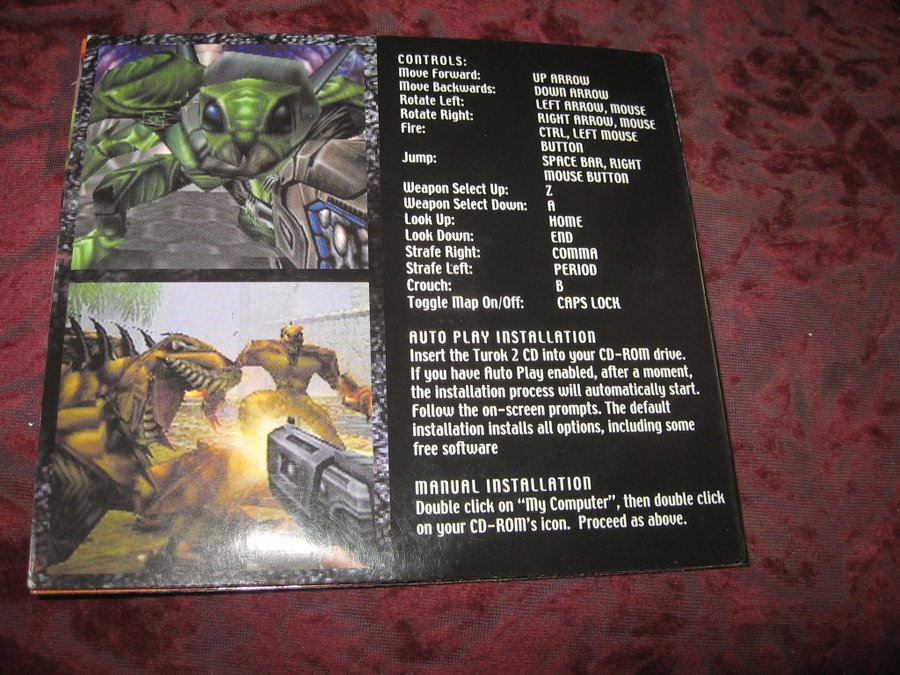 CONTROLS:
Move Forward: UP ARROW
Move Backwards: DOWN ARROW
Rotate Left: LEFT ARROW, MOUSE
Rotate Right: RIGHT ARROW, MOUSE
Fire: CTRL, LEFT MOUSE
BUTTON
Jump: SPACE BAR, RIGHT
MOUSE BUTTON
Weapon Select Up: Z
Weapon Select Down: A
Look Up: HOME
Look Down: END
Strafe Right: COMMA
Strafe Left: PERIOD
Crouch: B
Toggle Map On/Off: CAPS LOCK
AUTO PLAY INSTALLATION
Insert the Turok 2 CD into your CD-ROM drive.
If you have Auto Play enabled, after a moment,
the installation process will automatically start.
Follow the on-screen prompts. The default
installation installs all options, including some
free software
MANUAL INSTALLATION
Double click on "My Computer", then double click
on your CD-ROM's icon. Proceed as above.